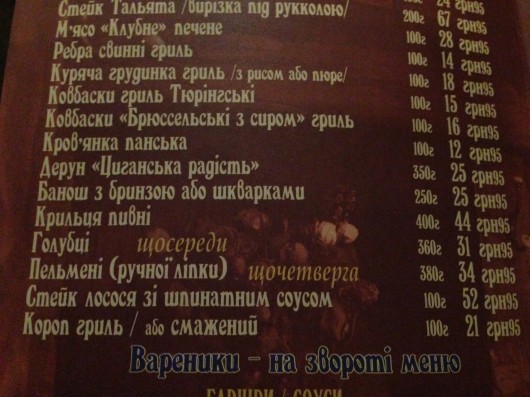 Стейк Тальята /вирізка під рукколою/ 24 грн95
М'ясо «Клубне» печене 200г 67 грн95
Ребра свинні гриль 100г 28 грн95
Куряча грудинка гриль /з рисом або пюре/ 100г 14 грн95
Ковбаски гриль Тюрінгські 100г 18 грн95
Ковбаски «Брюссельські з сиром» гриль 100г 15 грн95
Кров'янка панська 100г 16 грн95
Дерун «Циганська радість» 100г 12 грн95
Банош з бринзою або шкварками 350г 25 грн95
Крильця пивні 250г 25 грн95
Голубці щосереди 400г 44 грн95
Пельмені (ручної ліпки) щочетверга 360г 31 грн95
Стейк лосося зі шпинатним соусом 380г 34 грн95
Короп гриль / або смажений 100г 52 грн95
100г 21 грн95
Вареники - на звороті меню
ГАРНІРИ / СОУСИ